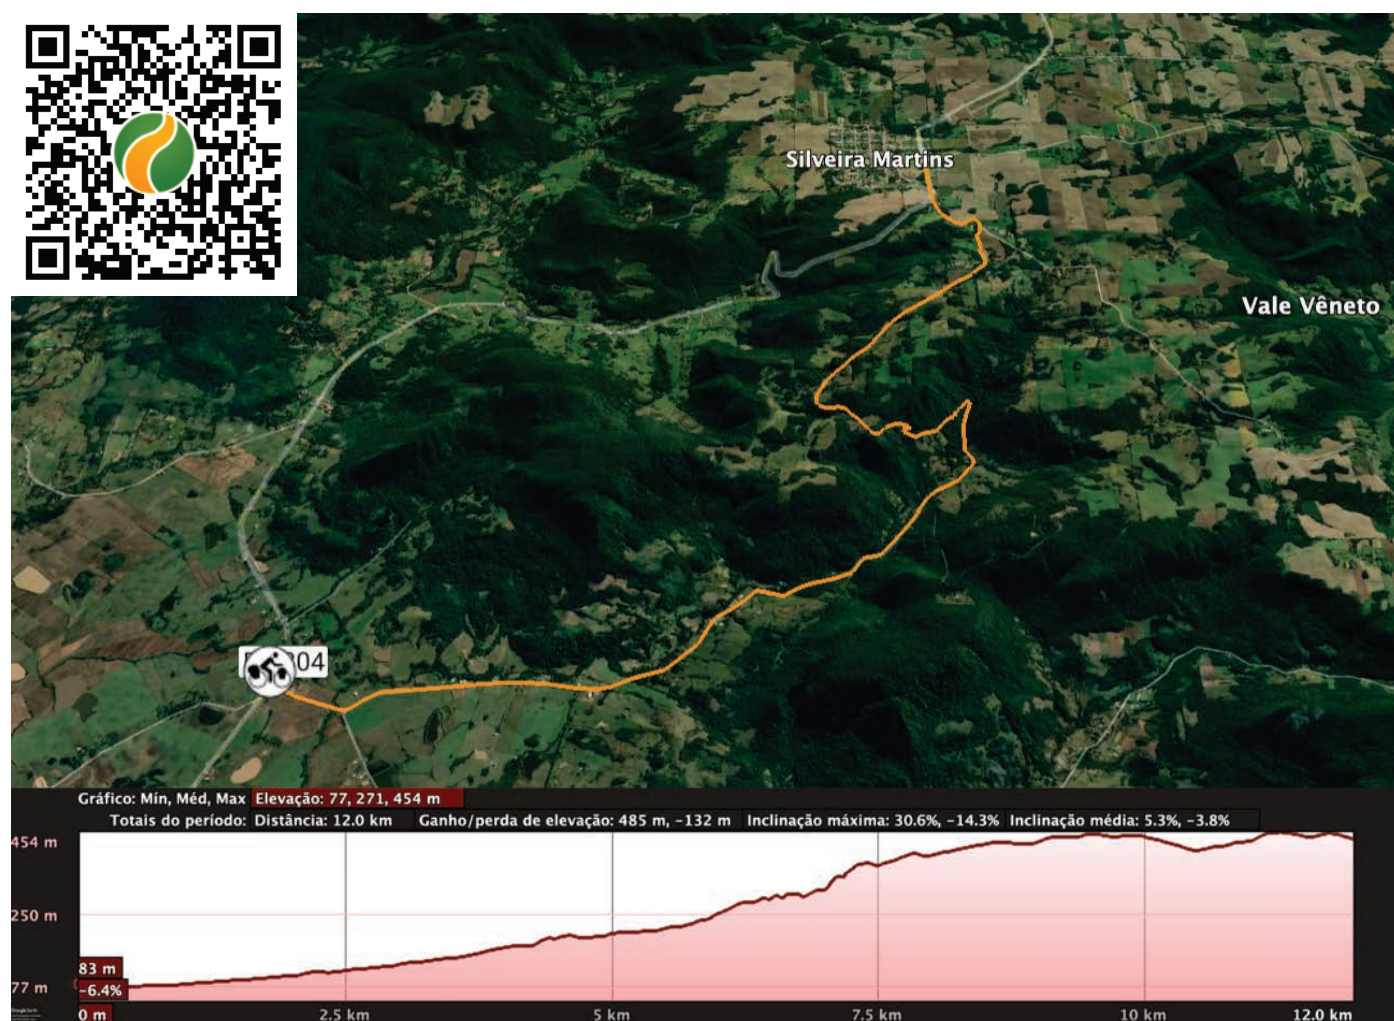 Silveira Martins
Vale Vêneto
04
Gráfico: Mín, Méd, Max Elevação: 77, 271, 454 m
Totais do período: Distância: 12.0 km Ganho/perda de elevação: 485 m, -132 m Inclinação máxima: 30.6%, -14.3% Inclinação média: 5.3%, -3.8%
454 m
250 m
83 m
77 m
-6.4%
0 m 2.5 km 5 km 7.5 km 10 km 12.0 km